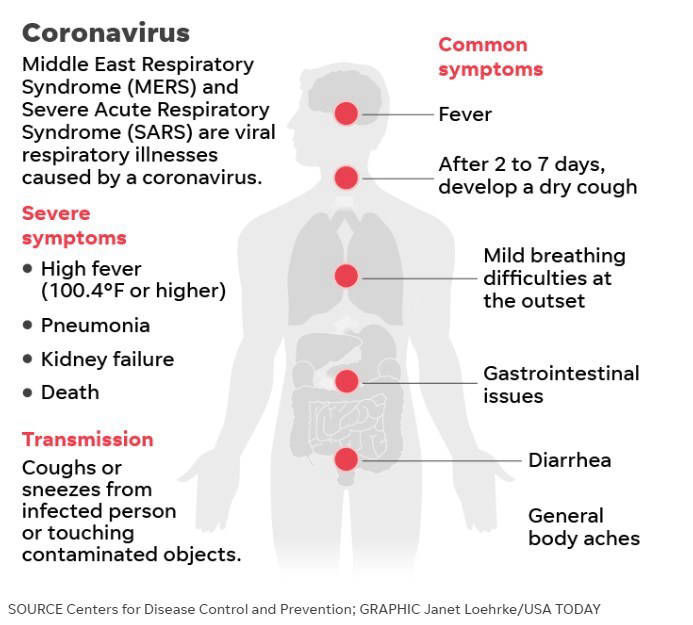 Coronavirus
Middle East Respiratory
Syndrome (MERS) and
Severe Acute Respiratory
Syndrome (SARS) are viral
respiratory illnesses
caused by a coronavirus.
Severe
symptoms
• High fever
(100.4°F or higher)
• Pneumonia
• Kidney failure
• Death
Transmission
Coughs or
sneezes from
infected person
or touching
contaminated objects.
Common
symptoms
Fever
After 2 to 7 days,
develop a dry cough
Mild breathing
difficulties at
the outset
Gastrointestinal
issues
Diarrhea
General
body aches
SOURCE Centers for Disease Control and Prevention; GRAPHIC Janet Loehrke/USA TODAY